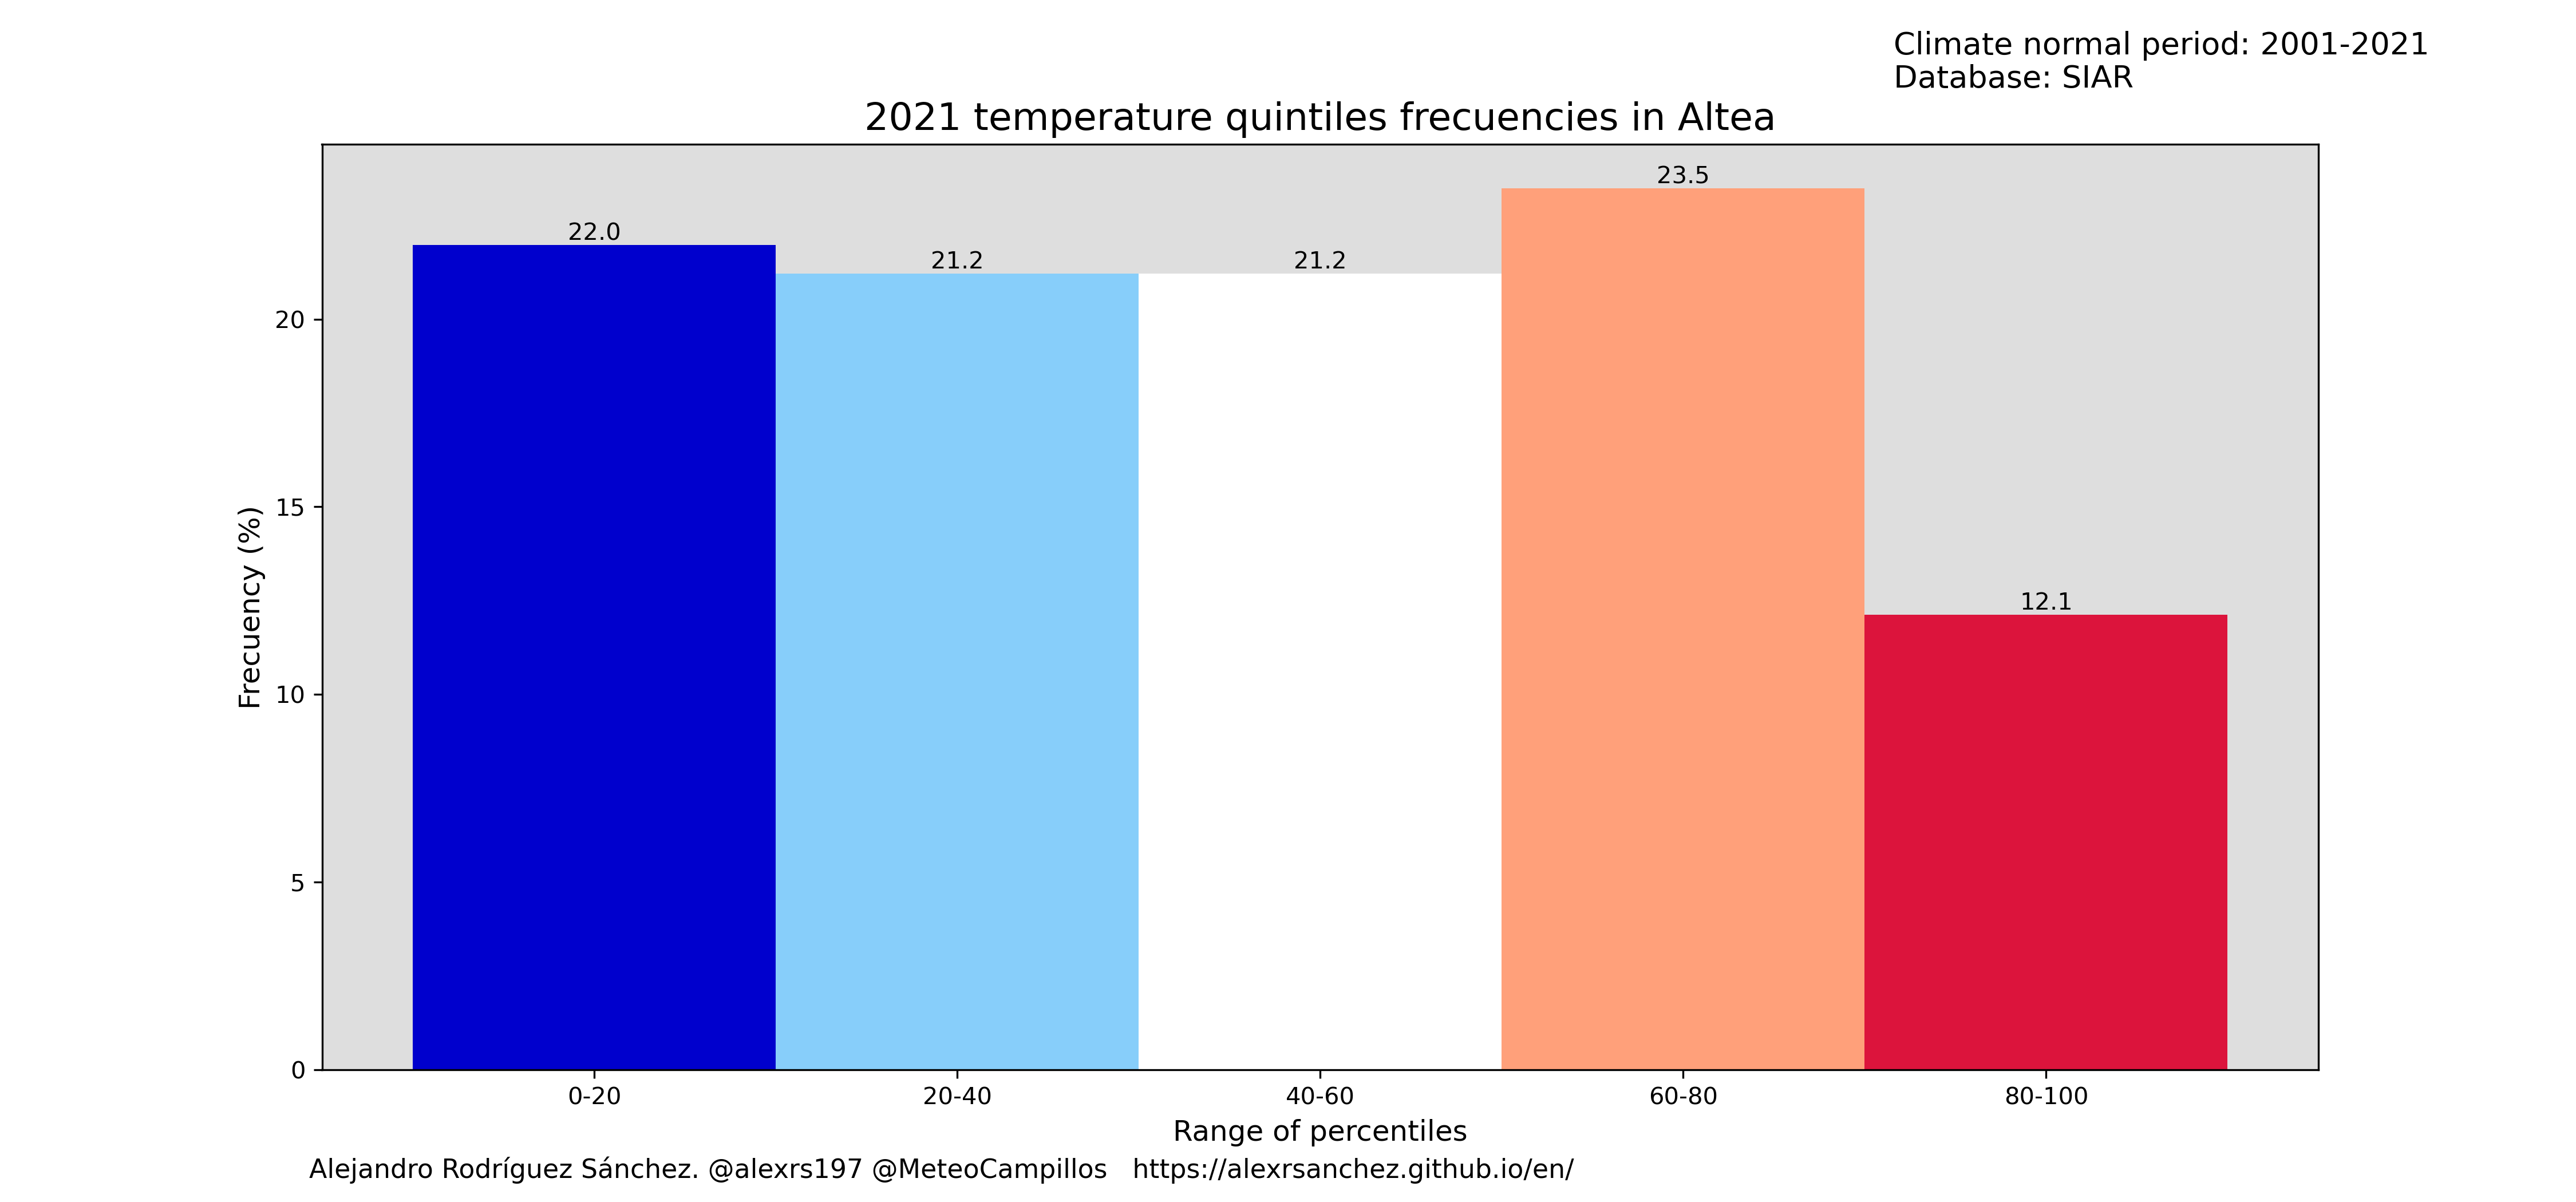 Climate normal period: 2001-2021
Database: SIAR
2021 temperature quintiles frecuencies in Altea
23.5
22.0
21.2
21.2
20
15
12.1
10
5
0
Frecuency (%)
0-20
20-40
40-60
60-80
80-100
Range of percentiles
Alejandro Rodríguez Sánchez. @alexrs197 @MeteoCampillos   https://alexrsanchez.github.io/en/